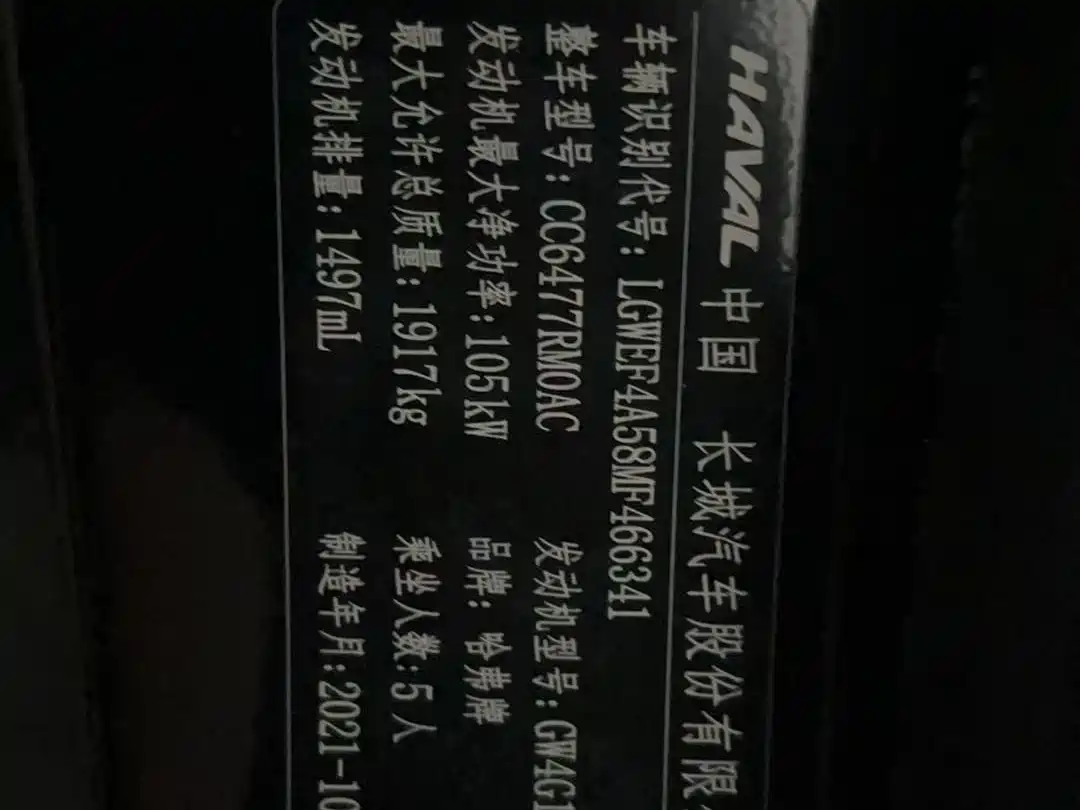 HAVAL 中国 长城汽车股份有限
车辆识别代号:LGWEF4A58MF466341
整车型号:CC6477RM0AC 发动机型号:GW4G1
发动机最大净功率:105kW 品牌:哈弗牌
最大允许总质量:1917kg 乘坐人数:5人
发动机排量:1497mL 制造年月:2021-10